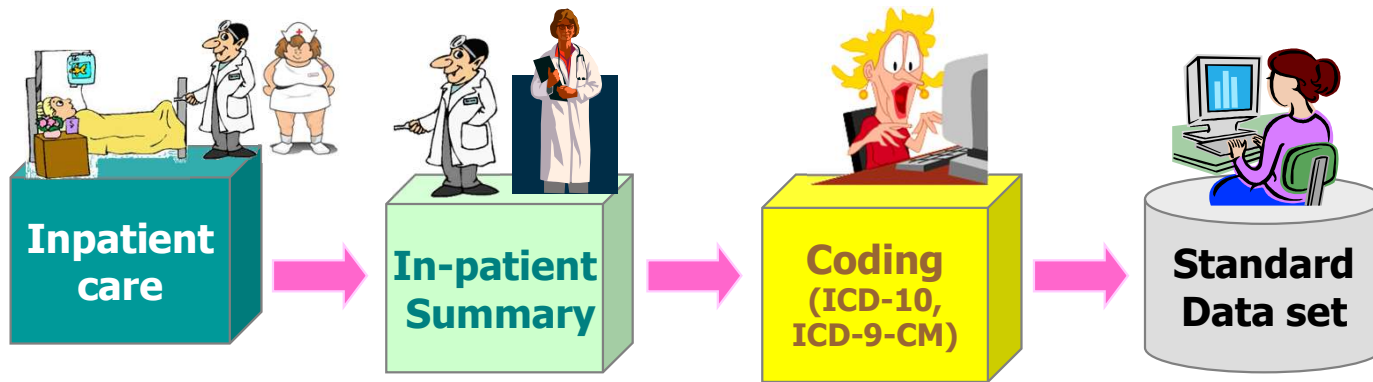 Inpatient
care
In-patient
Summary
Coding
(ICD-10,
ICD-9-CM)
Standard
Data set